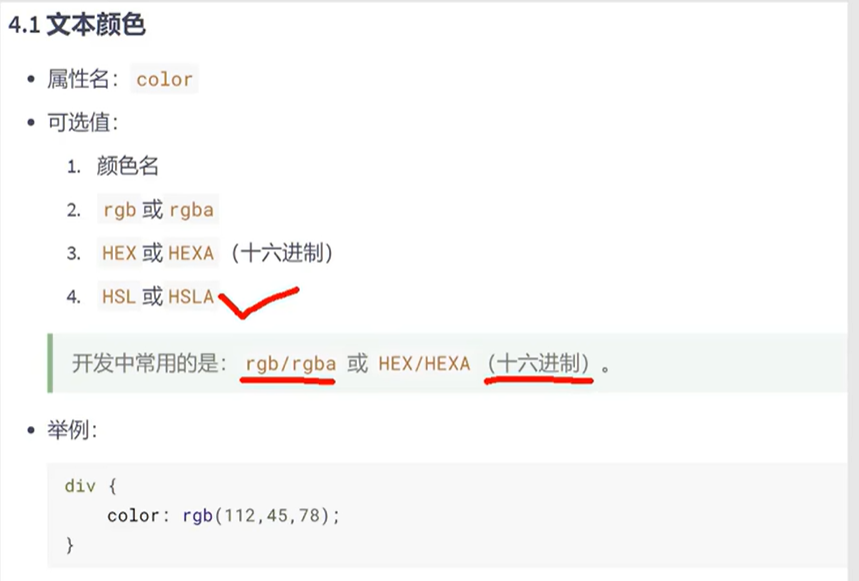 4.1 文本颜色
• 属性名： color
• 可选值：
1. 颜色名
2. rgb 或 rgba
3. HEX 或 HEXA （十六进制）
4. HSL 或 HSLA
开发中常用的是： rgb/rgba 或 HEX/HEXA （十六进制）。
• 举例：
div {
    color: rgb(112,45,78);
}